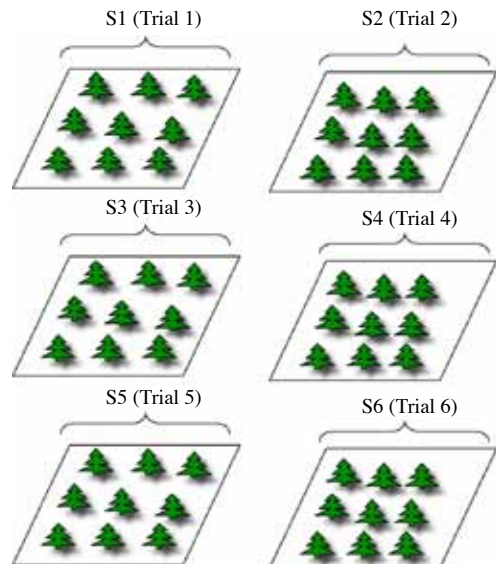 S1 (Trial 1)
S2 (Trial 2)
S3 (Trial 3)
S4 (Trial 4)
S5 (Trial 5)
S6 (Trial 6)